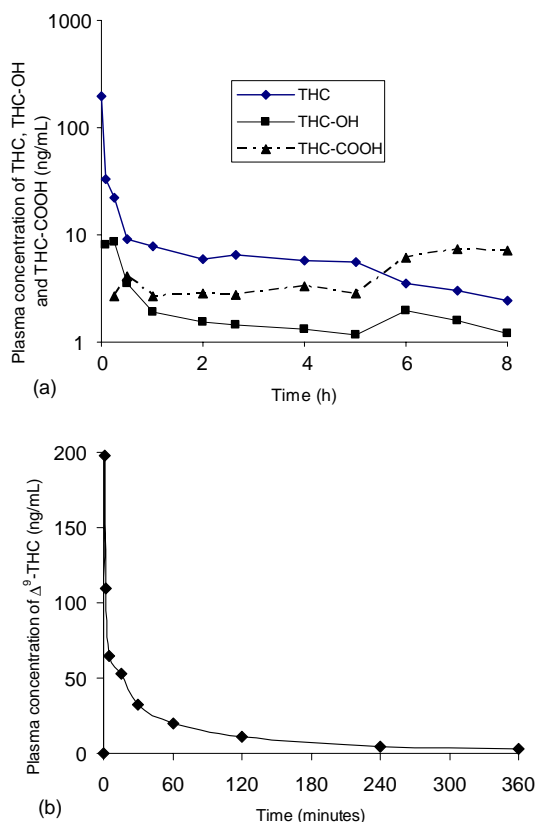 Plasma concentration of THC, THC-OH
and THC-COOH (ng/mL)
1000
100
10
1
THC
THC-OH
THC-COOH
0 2 4 6 8
Time (h)
(a)
Plasma concentration of Δ⁹-THC (ng/mL)
200
150
100
50
0
0 60 120 180 240 300 360
Time (minutes)
(b)